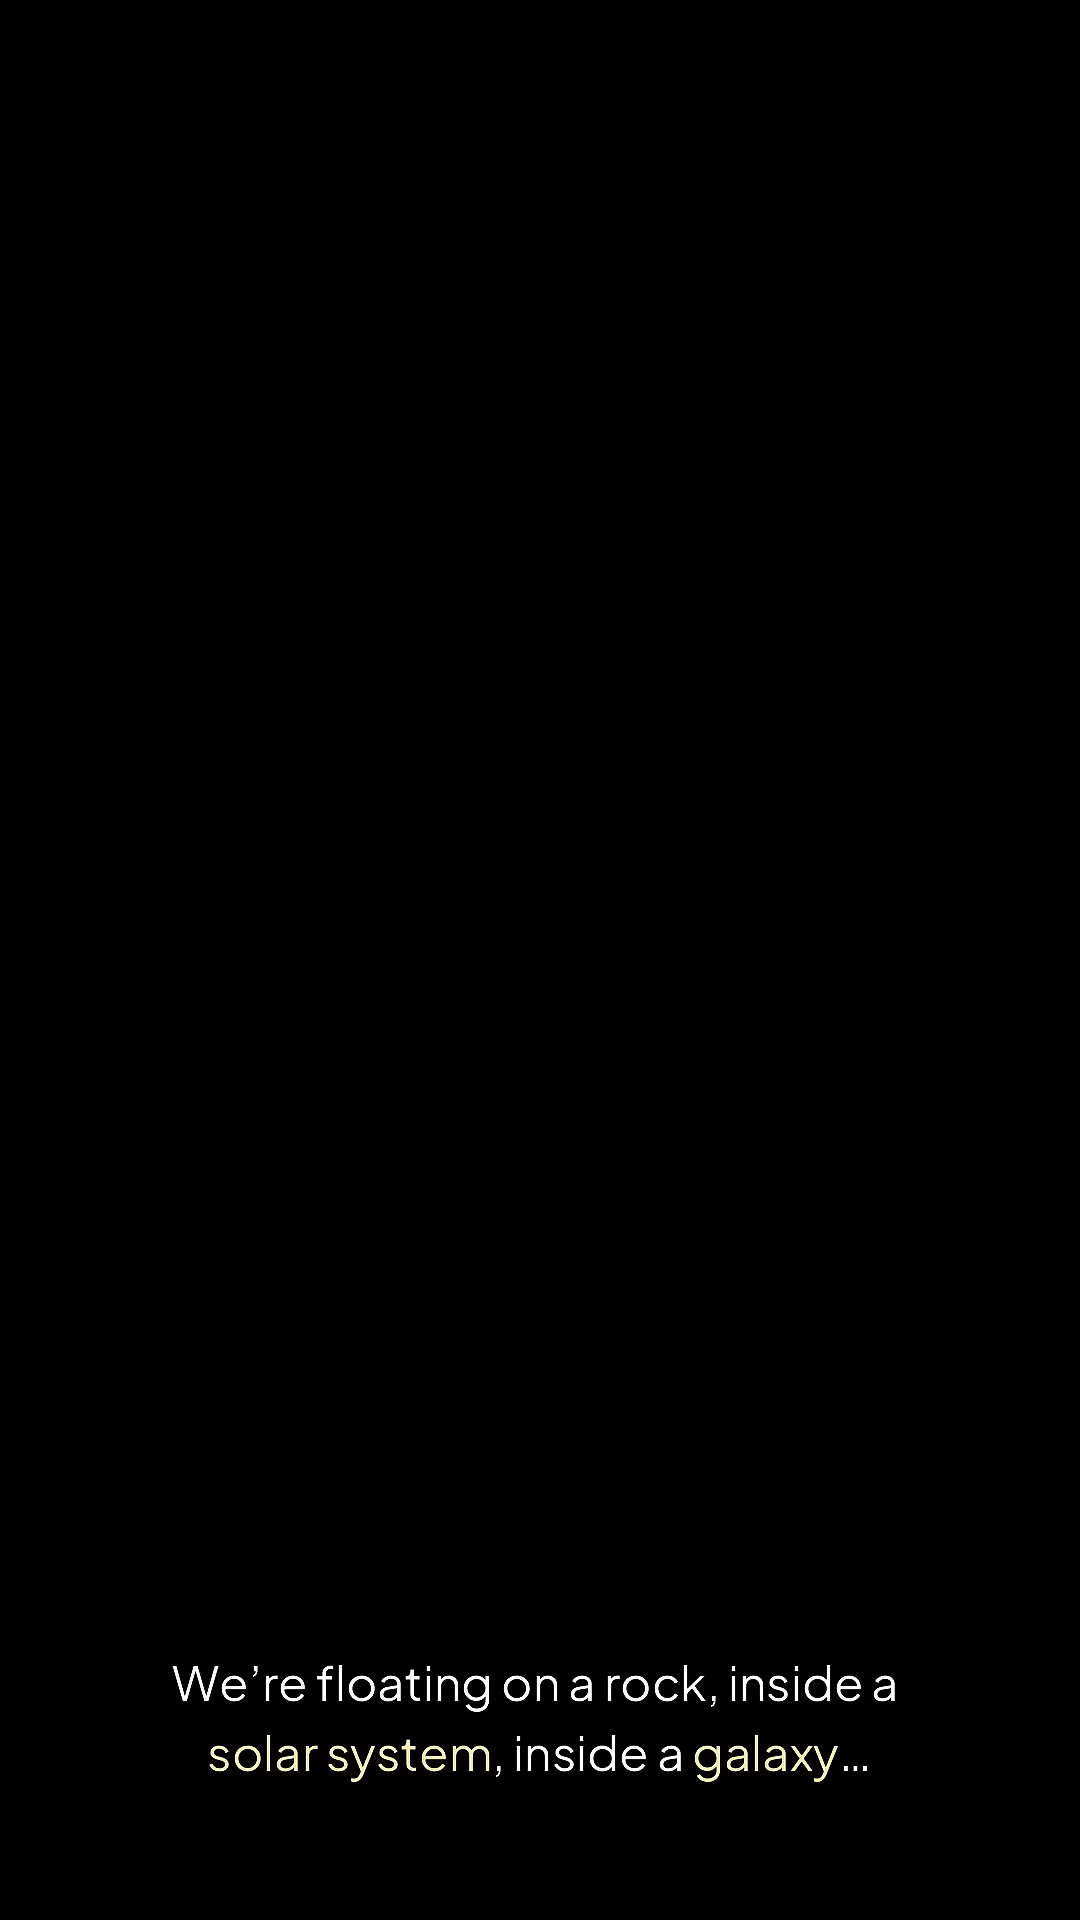 We’re floating on a rock, inside a
solar system, inside a galaxy…